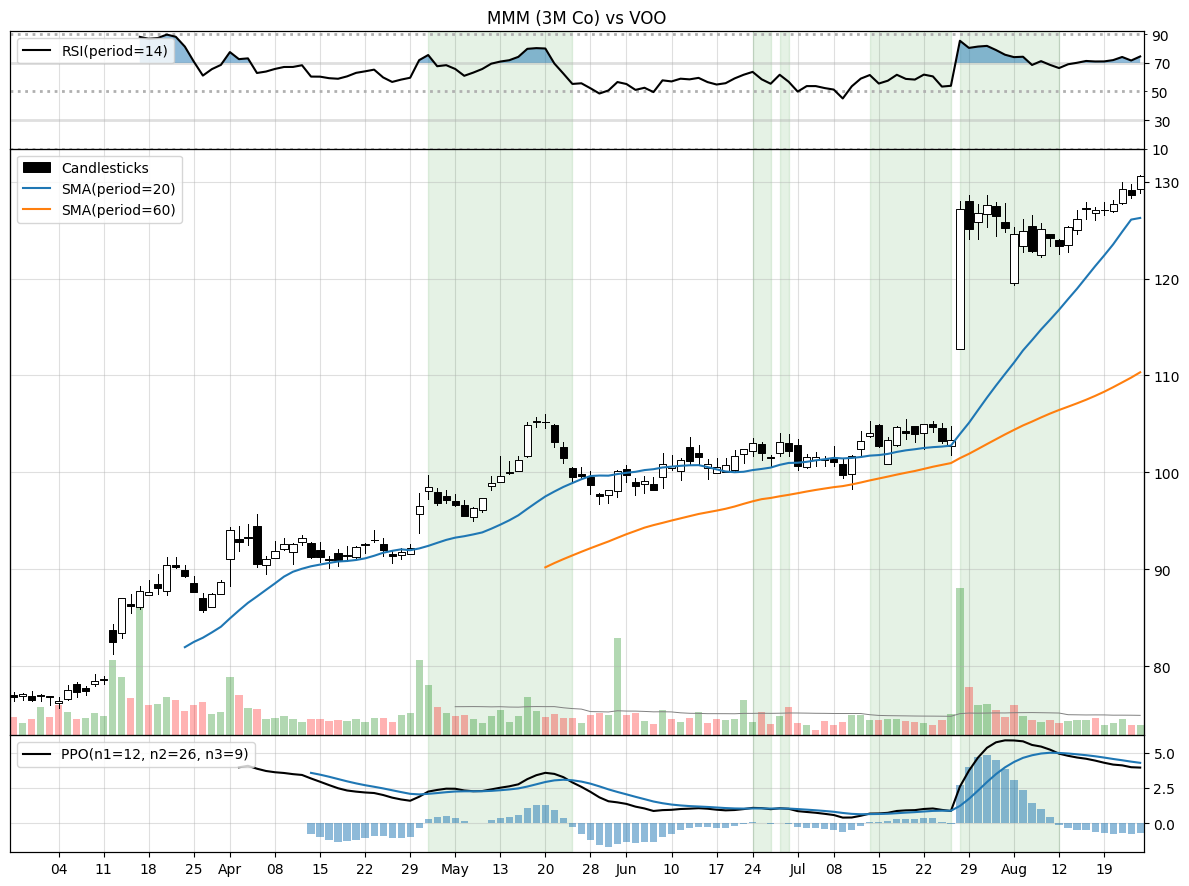 MMM (3M Co) vs VOO
RSI(period=14)
90
70
50
30
10
Candlesticks
SMA(period=20)
SMA(period=60)
130
120
110
100
90
80
PPO(n1=12, n2=26, n3=9)
5.0
2.5
0.0
04 11 18 25 Apr 08 15 22 29 May 13 20 28 Jun 10 17 24 Jul 08 15 22 29 Aug 12 19